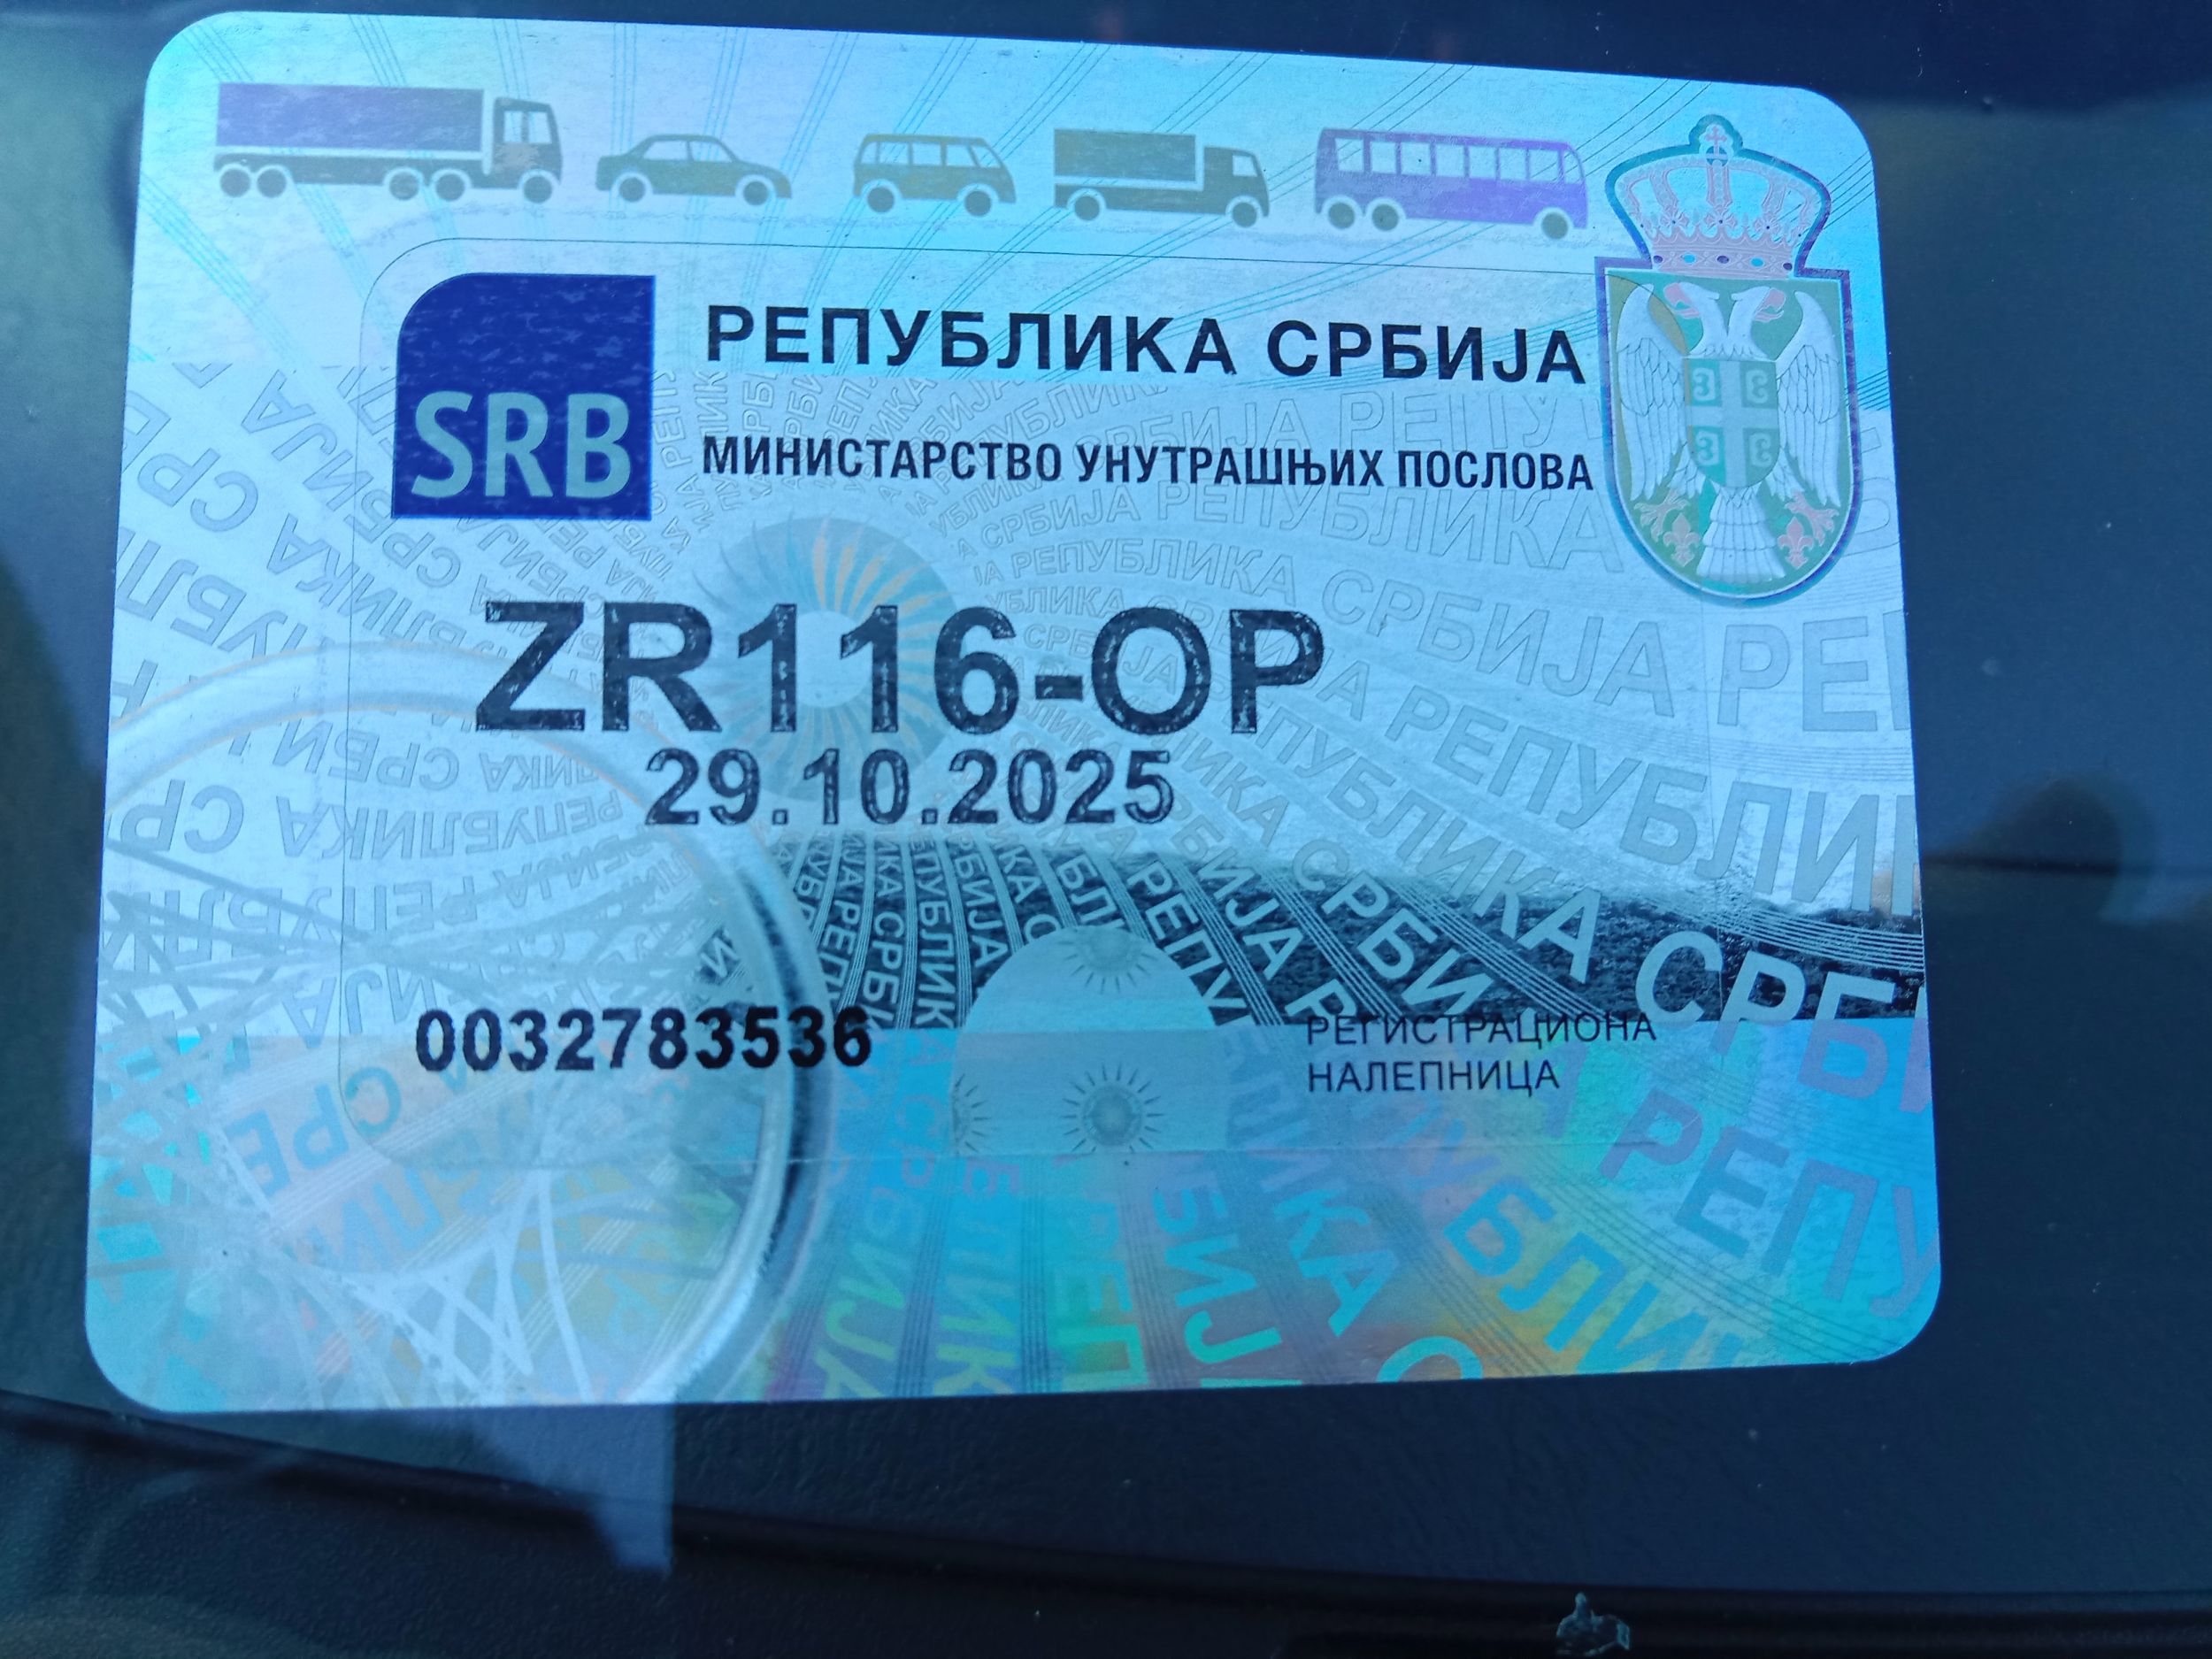 РЕПУБЛИКА СРБИЈА
SRB
МИНИСТАРСТВО УНУТРАШЊИХ ПОСЛОВА
ZR116-OP
29.10.2025
0032783536
РЕГИСТРАЦИОНА
НАЛЕПНИЦА